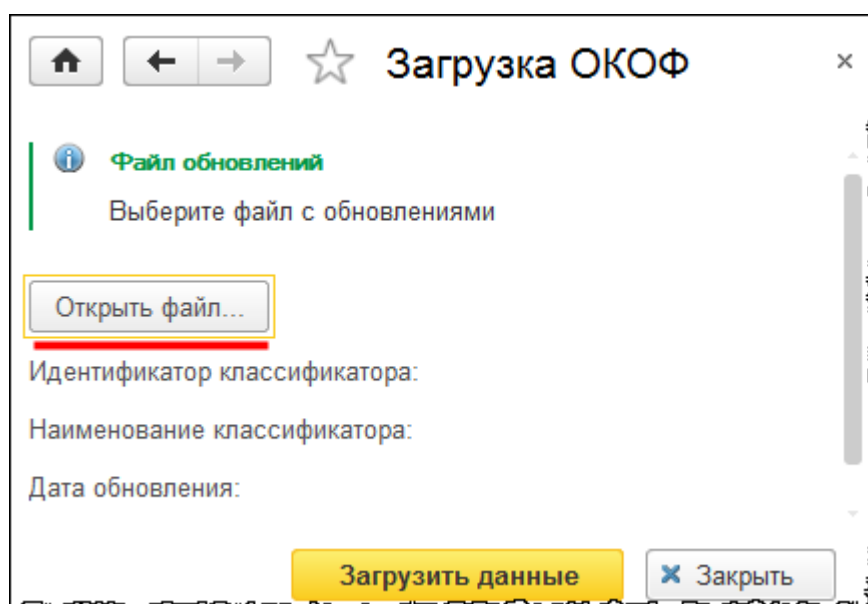 Загрузка ОКОФ
Файл обновлений
Выберите файл с обновлениями
Открыть файл...
Идентификатор классификатора:
Наименование классификатора:
Дата обновления:
Загрузить данные
Закрыть